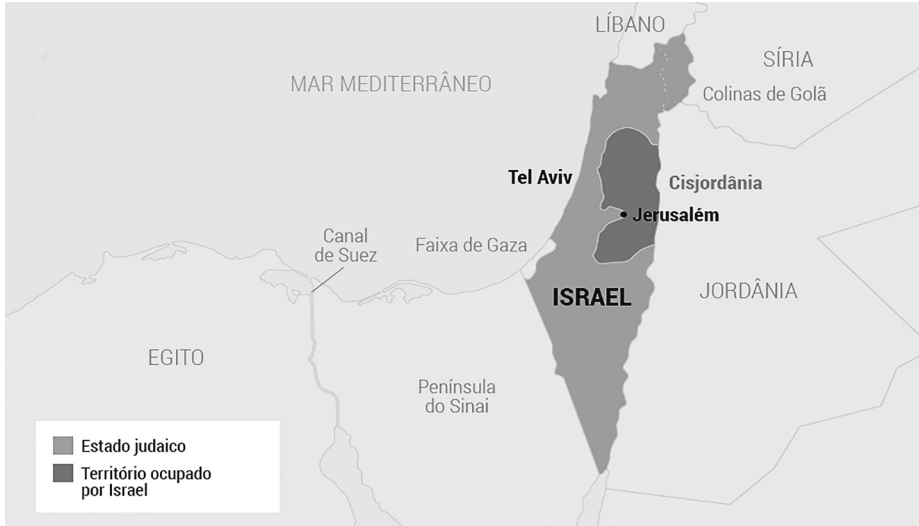 LÍBANO
SÍRIA
MAR MEDITERRÂNEO
Colinas de Golã
Tel Aviv
Cisjordânia
Jerusalém
Canal
de Suez
Faixa de Gaza
ISRAEL
JORDÂNIA
EGITO
Península
do Sinai
Estado judaico
Território ocupado
por Israel